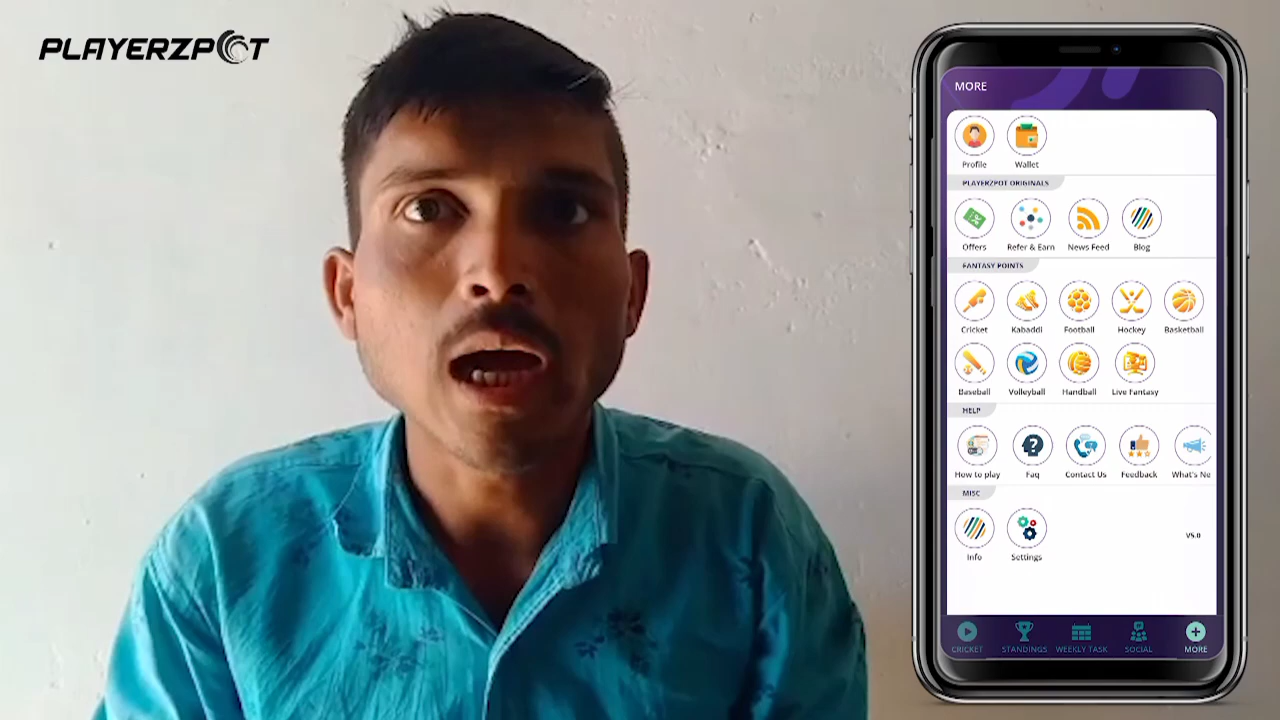 PLAYERZPOT
MORE
Profile Wallet
PLAYERZPOT ORIGINALS
Offers Refer & Earn News Feed Blog
FANTASY POINTS
Cricket Kabaddi Football Hockey Basketball
Baseball Volleyball Handball Live Fantasy
HELP
How to play Faq Contact Us Feedback What's Ne
MISC
Info Settings
V5.0
CRICKET STANDINGS WEEKLY TASK SOCIAL MORE